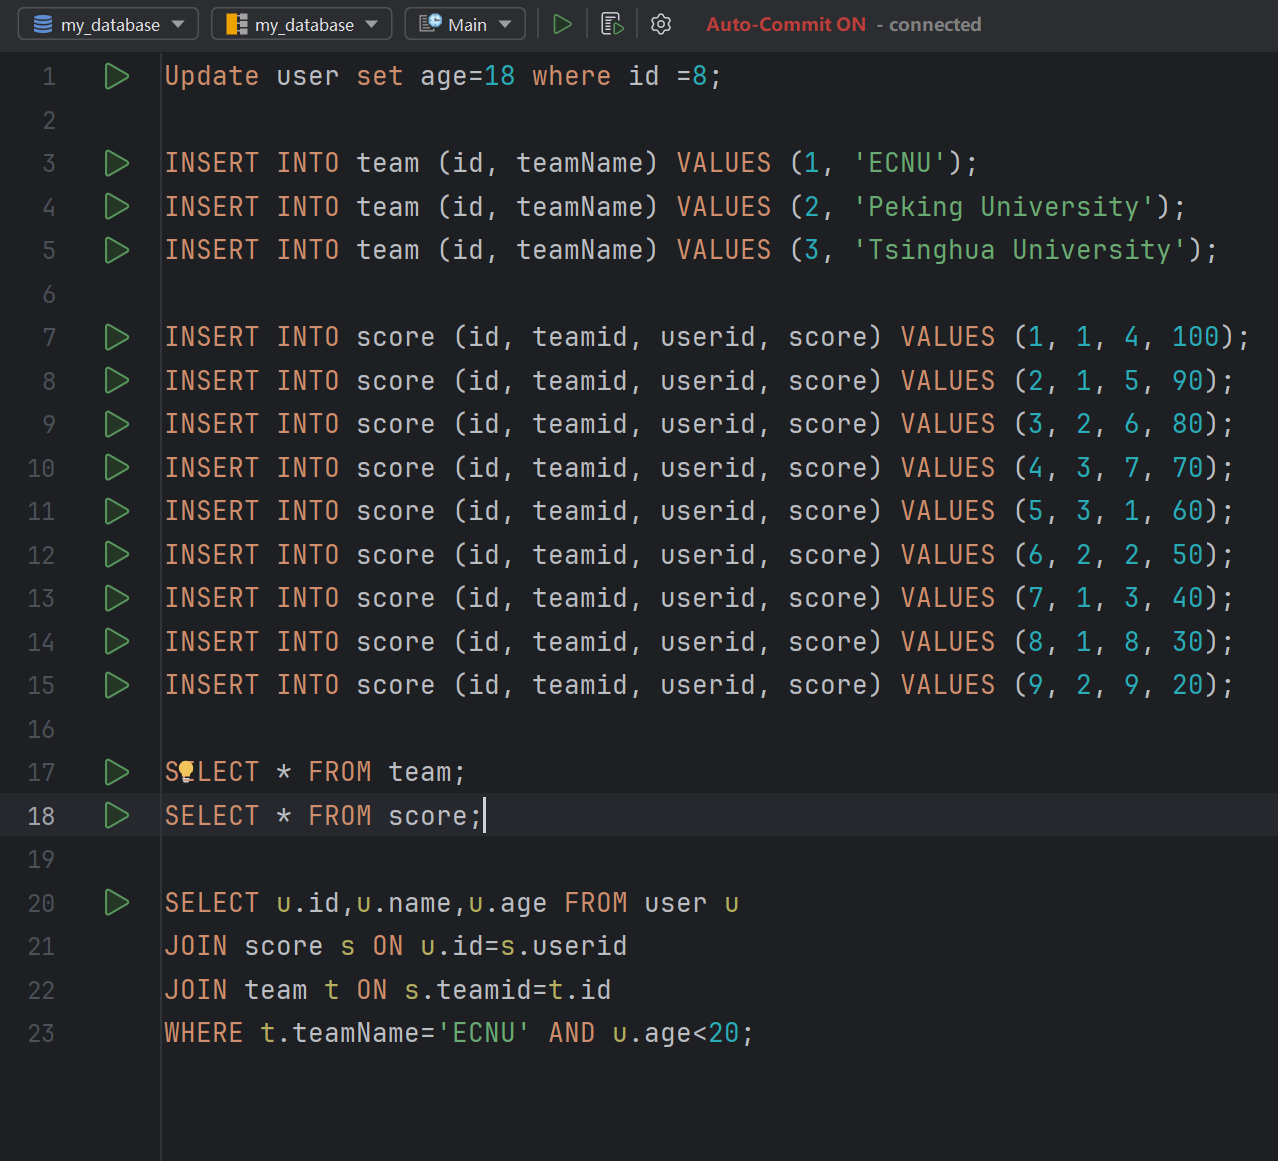 my_database my_database Main Auto-Commit ON - connected
1 Update user set age=18 where id =8;
2
3 INSERT INTO team (id, teamName) VALUES (1, 'ECNU');
4 INSERT INTO team (id, teamName) VALUES (2, 'Peking University');
5 INSERT INTO team (id, teamName) VALUES (3, 'Tsinghua University');
6
7 INSERT INTO score (id, teamid, userid, score) VALUES (1, 1, 4, 100);
8 INSERT INTO score (id, teamid, userid, score) VALUES (2, 1, 5, 90);
9 INSERT INTO score (id, teamid, userid, score) VALUES (3, 2, 6, 80);
10 INSERT INTO score (id, teamid, userid, score) VALUES (4, 3, 7, 70);
11 INSERT INTO score (id, teamid, userid, score) VALUES (5, 3, 1, 60);
12 INSERT INTO score (id, teamid, userid, score) VALUES (6, 2, 2, 50);
13 INSERT INTO score (id, teamid, userid, score) VALUES (7, 1, 3, 40);
14 INSERT INTO score (id, teamid, userid, score) VALUES (8, 1, 8, 30);
15 INSERT INTO score (id, teamid, userid, score) VALUES (9, 2, 9, 20);
16
17 SELECT * FROM team;
18 SELECT * FROM score;
19
20 SELECT u.id,u.name,u.age FROM user u
21 JOIN score s ON u.id=s.userid
22 JOIN team t ON s.teamid=t.id
23 WHERE t.teamName='ECNU' AND u.age<20;